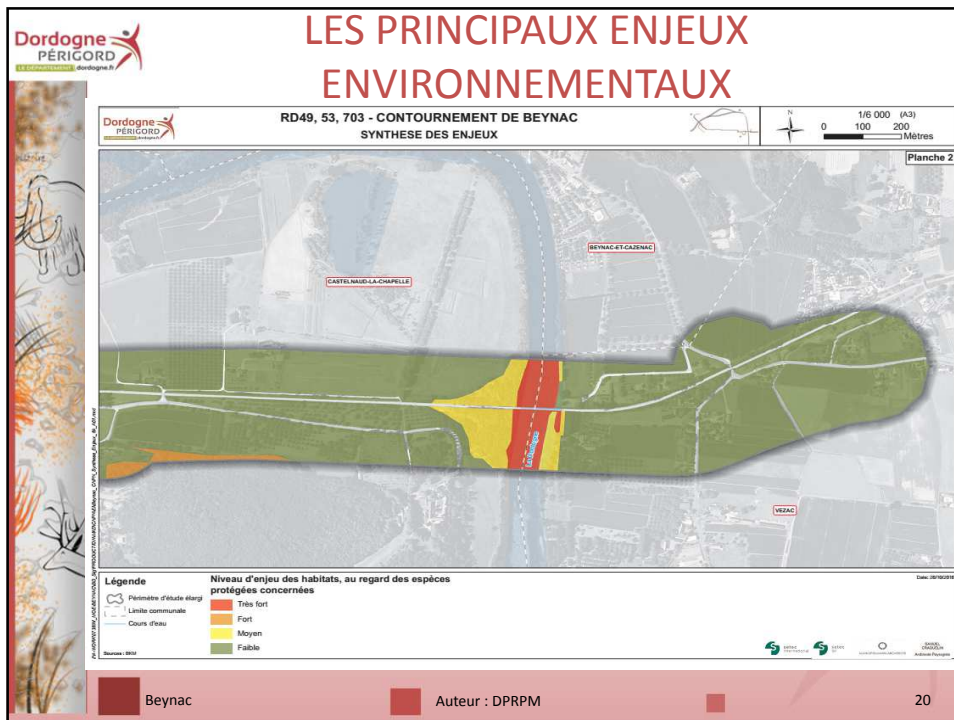 Dordogne
PÉRIGORD
LE DÉPARTEMENT dordogne.fr
LES PRINCIPAUX ENJEUX
ENVIRONNEMENTAUX
Dordogne
PÉRIGORD
RD49, 53, 703 - CONTOURNEMENT DE BEYNAC
SYNTHESE DES ENJEUX
N
1/6 000 (A3)
0 100 200
Mètres
Planche 2
BEYNAC-ET-CAZENAC
CASTELNAUD-LA-CHAPELLE
La Dordogne
VEZAC
Légende
Périmètre d'étude élargi
Limite communale
Cours d'eau
Sources :
Niveau d'enjeu des habitats, au regard des espèces
protégées concernées
Très fort
Fort
Moyen
Faible
Beynac
Auteur : DPRPM
20